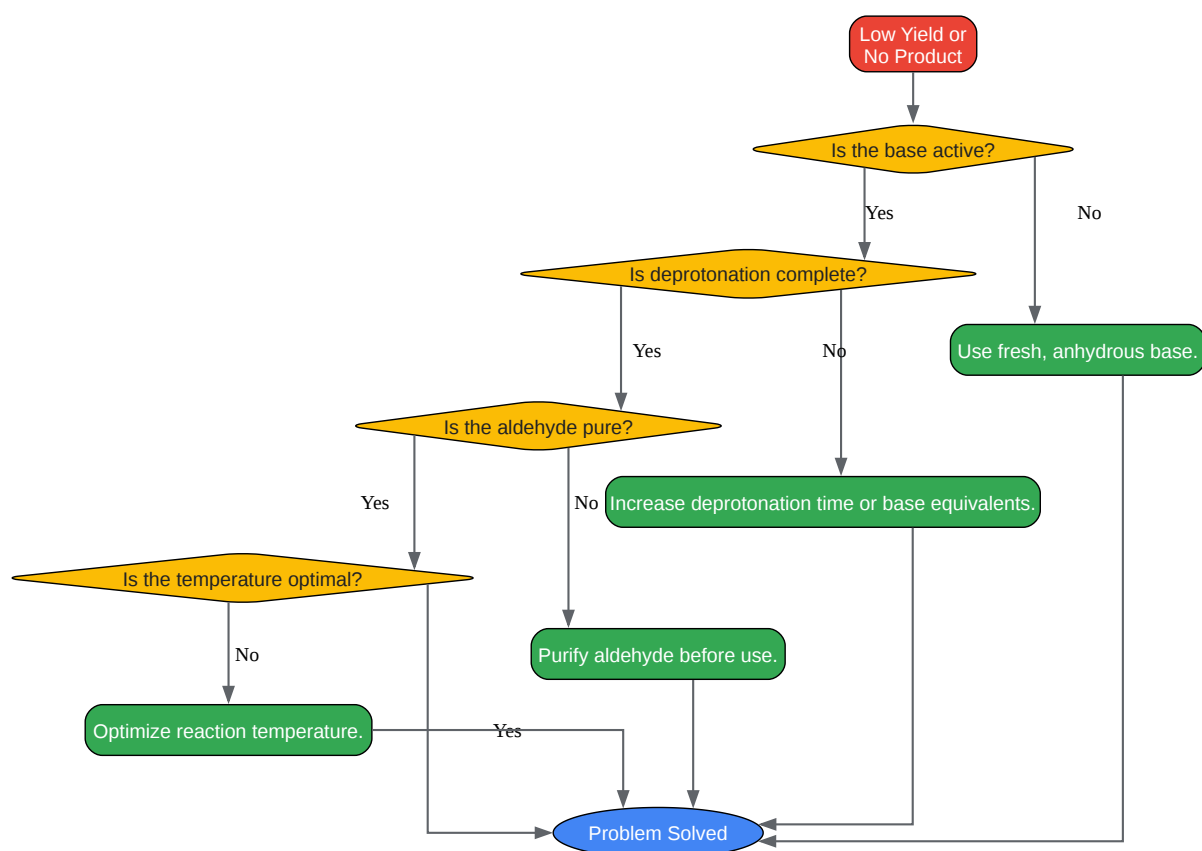 Low Yield or
No Product
Is the base active?
Yes
No
Is deprotonation complete?
Yes
No
Use fresh, anhydrous base.
Is the aldehyde pure?
Yes
No
Increase deprotonation time or base equivalents.
Is the temperature optimal?
No
Purify aldehyde before use.
Optimize reaction temperature.
Yes
Problem Solved